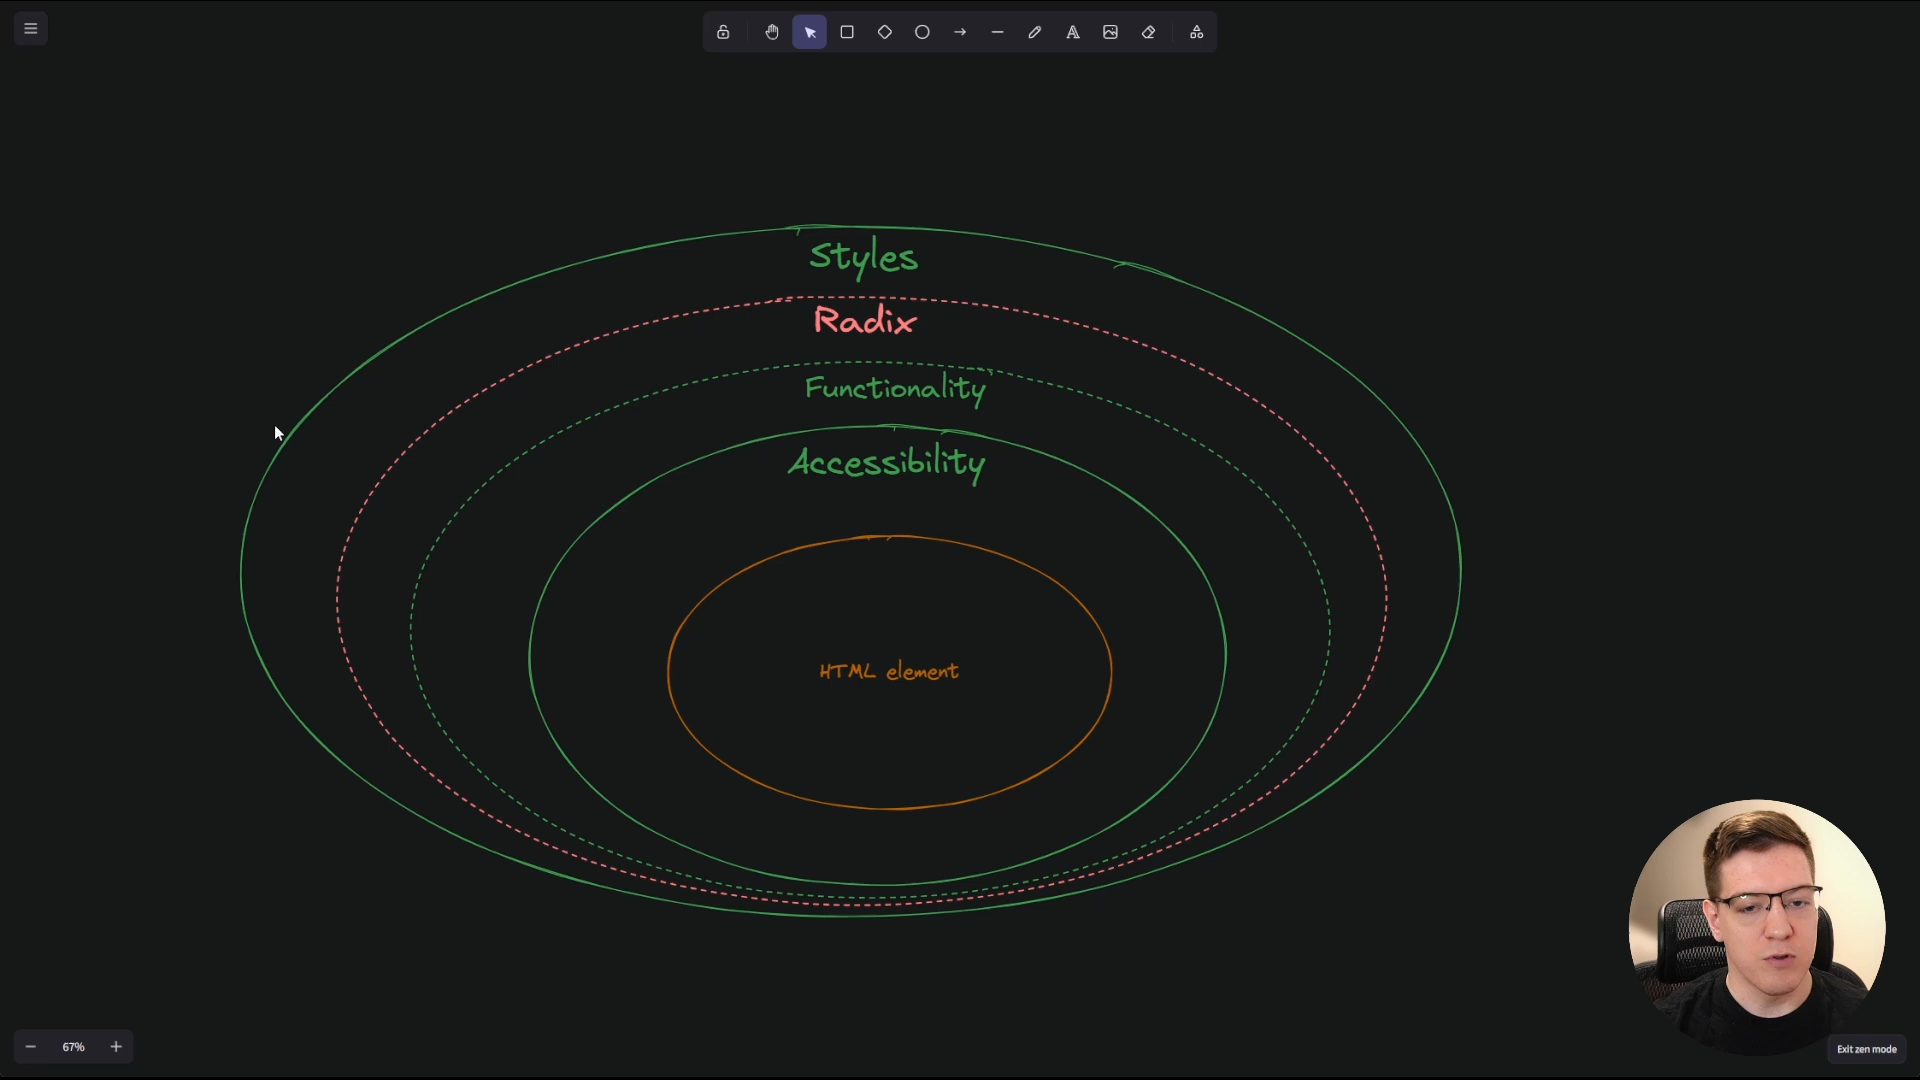 Styles
Radix
Functionality
Accessibility
HTML element
67%
Exit zen mode